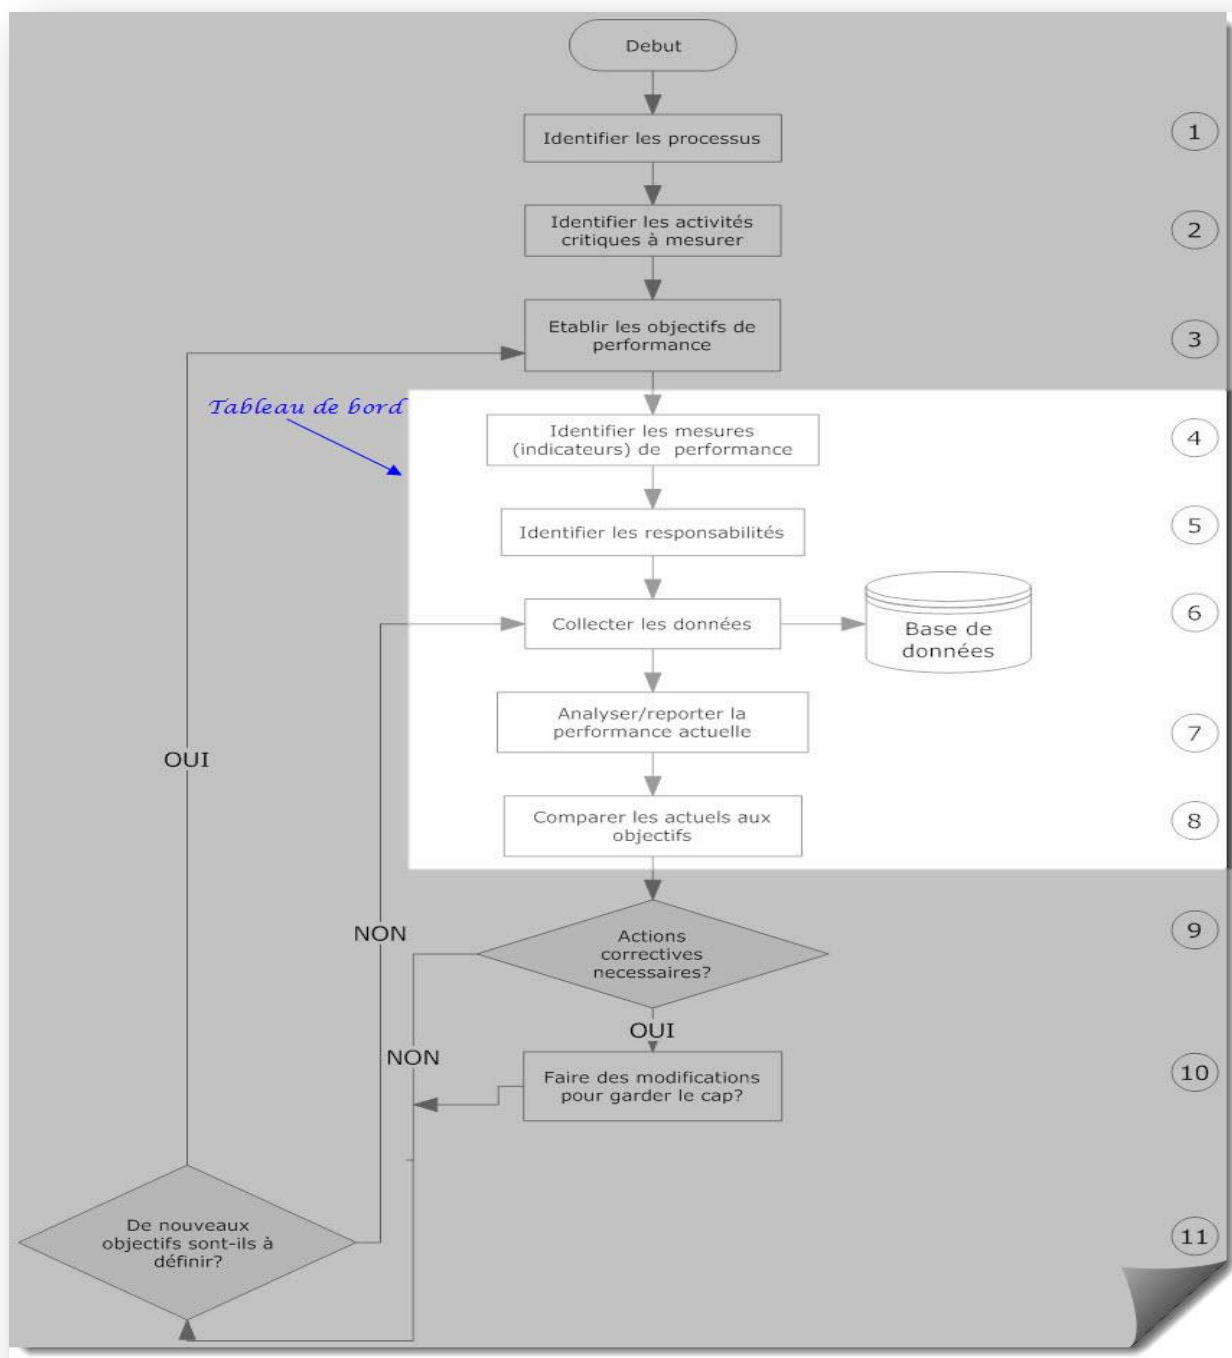 Debut
Identifier les processus
1
Identifier les activités
critiques à mesurer
2
Etablir les objectifs de
performance
3
Tableau de bord
Identifier les mesures
(indicateurs) de performance
4
Identifier les responsabilités
5
Collecter les données
Base de
données
6
Analyser/reporter la
performance actuelle
7
OUI
Comparer les actuels aux
objectifs
8
NON
Actions
correctives
necessaires?
9
OUI
NON
Faire des modifications
pour garder le cap?
10
De nouveaux
objectifs sont-ils à
définir?
11